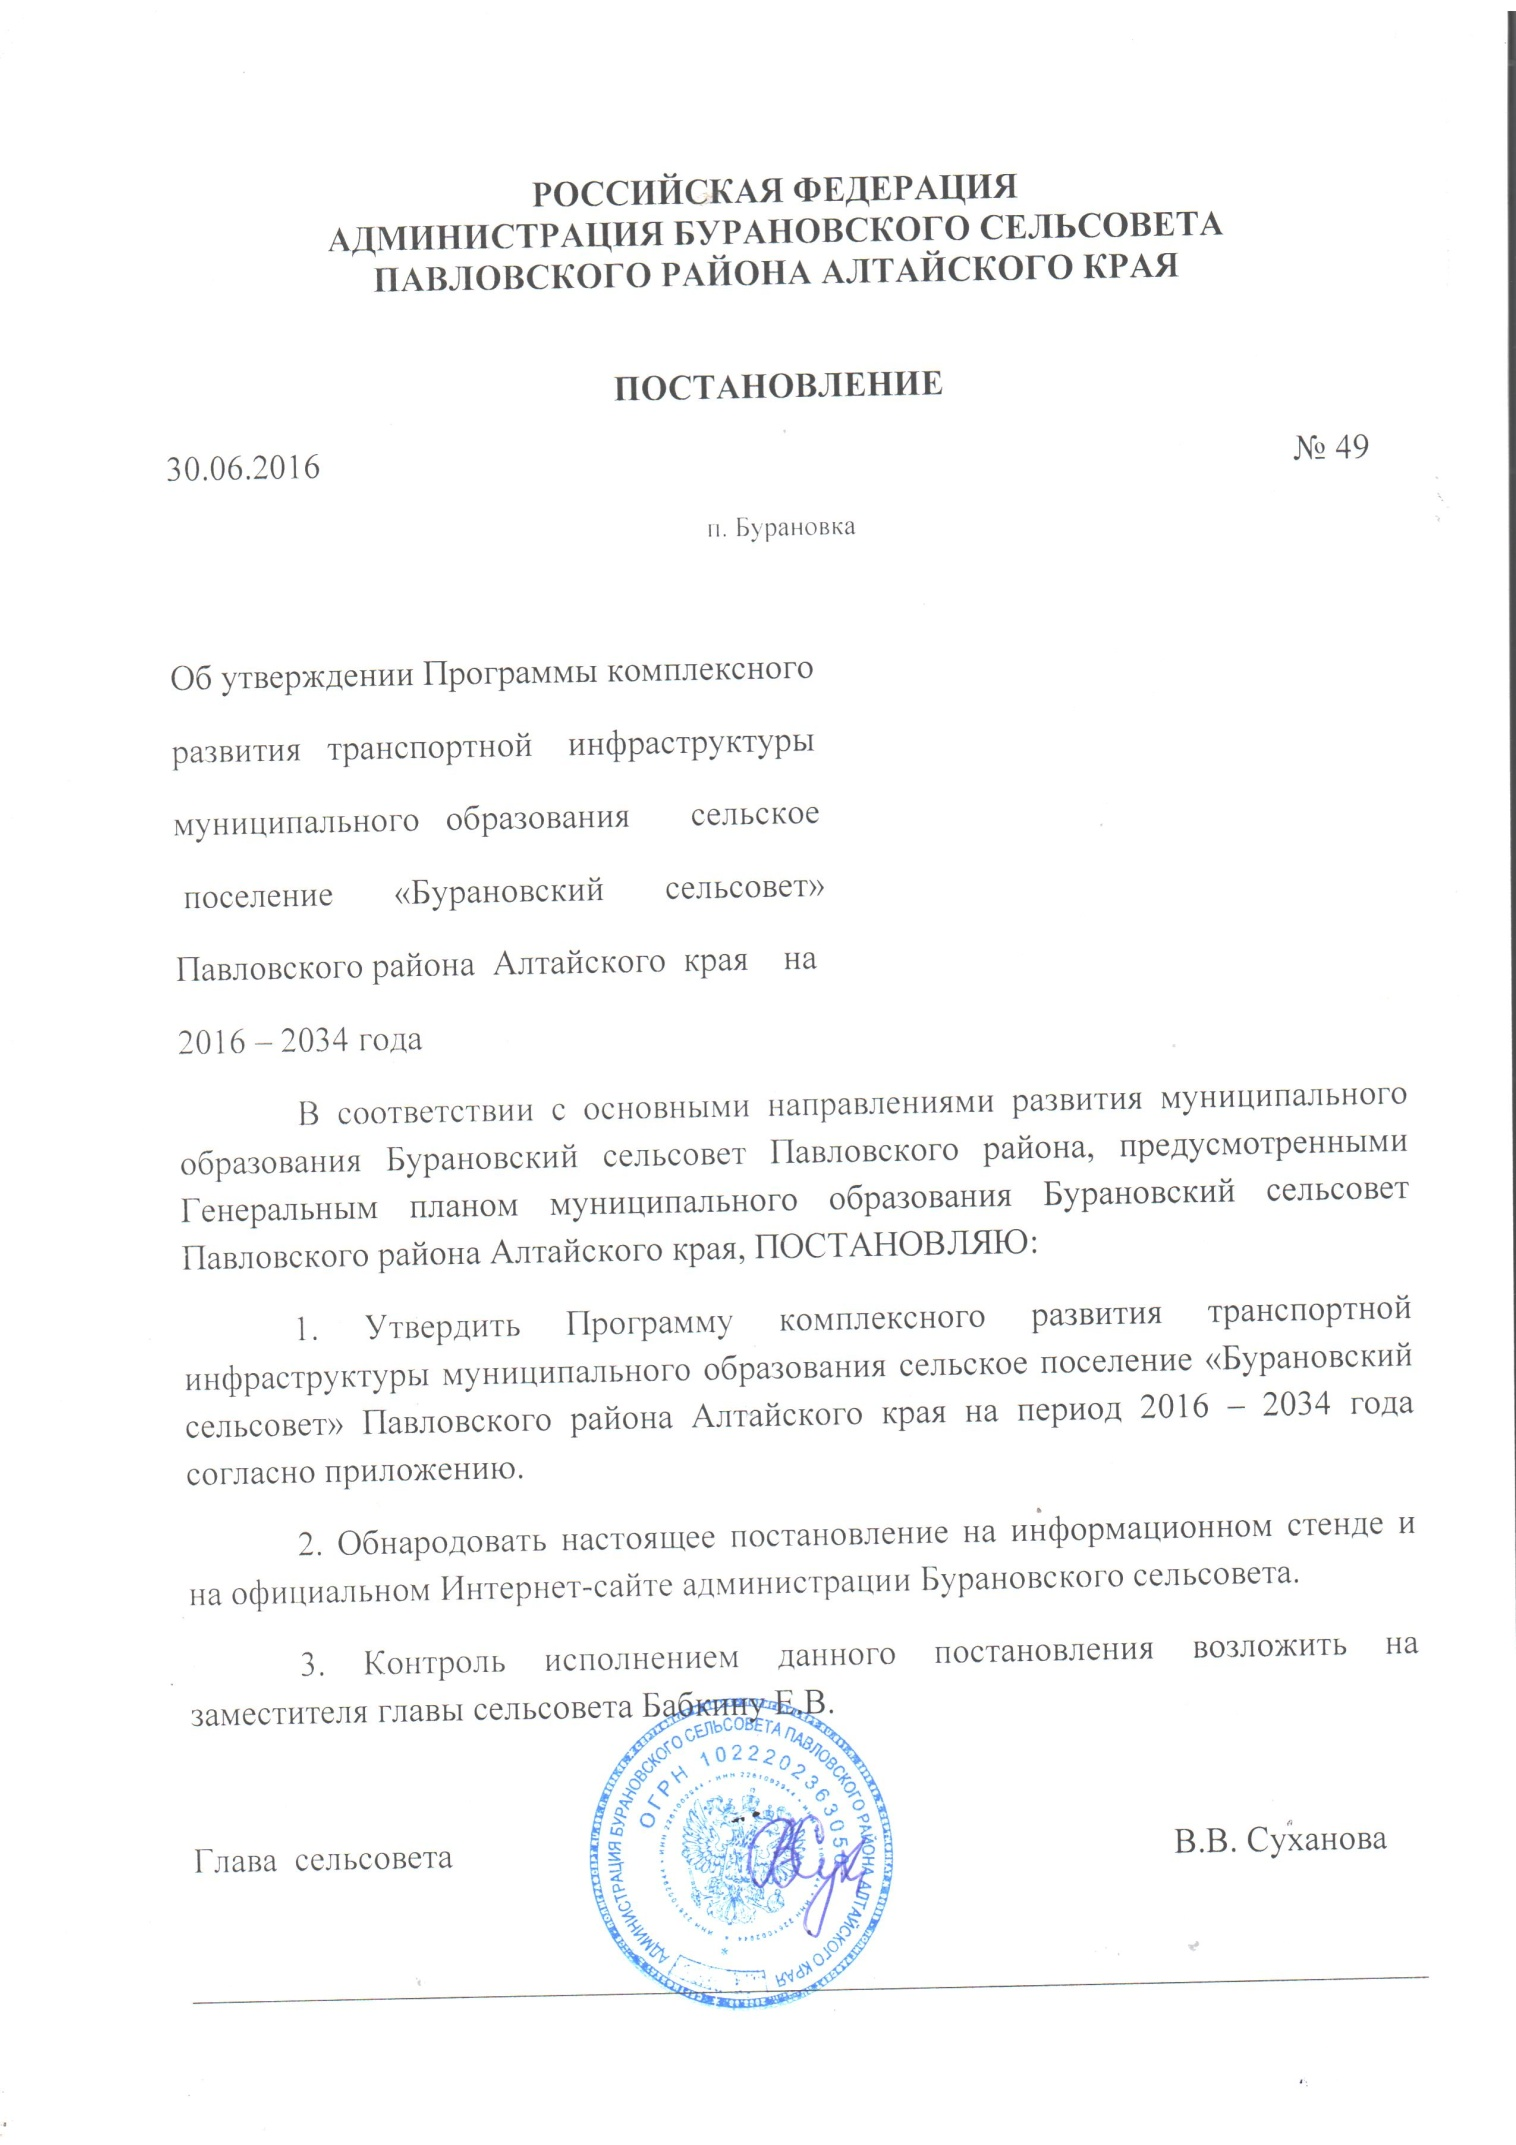 РОССИЙСКАЯ ФЕДЕРАЦИЯ
АДМИНИСТРАЦИЯ БУРАНОВСКОГО СЕЛЬСОВЕТА
ПАВЛОВСКОГО РАЙОНА АЛТАЙСКОГО КРАЯ
ПОСТАНОВЛЕНИЕ
30.06.2016 № 49
п. Бурановка
Об утверждении Программы комплексного
развития транспортной инфраструктуры
муниципального образования сельское
поселение «Бурановский сельсовет»
Павловского района Алтайского края на
2016 – 2034 года
В соответствии с основными направлениями развития муниципального
образования Бурановский сельсовет Павловского района, предусмотренными
Генеральным планом муниципального образования Бурановский сельсовет
Павловского района Алтайского края, ПОСТАНОВЛЯЮ:
1. Утвердить Программу комплексного развития транспортной
инфраструктуры муниципального образования сельское поселение «Бурановский
сельсовет» Павловского района Алтайского края на период 2016 – 2034 года
согласно приложению.
2. Обнародовать настоящее постановление на информационном стенде и
на официальном Интернет-сайте администрации Бурановского сельсовета.
3. Контроль исполнением данного постановления возложить на
заместителя главы сельсовета Бабкину Е.В.
АДМИНИСТРАЦИЯ БУРАНОВСКОГО СЕЛЬСОВЕТА ПАВЛОВСКОГО РАЙОНА АЛТАЙСКОГО КРАЯ
ОГРН
Глава сельсовета В.В. Суханова